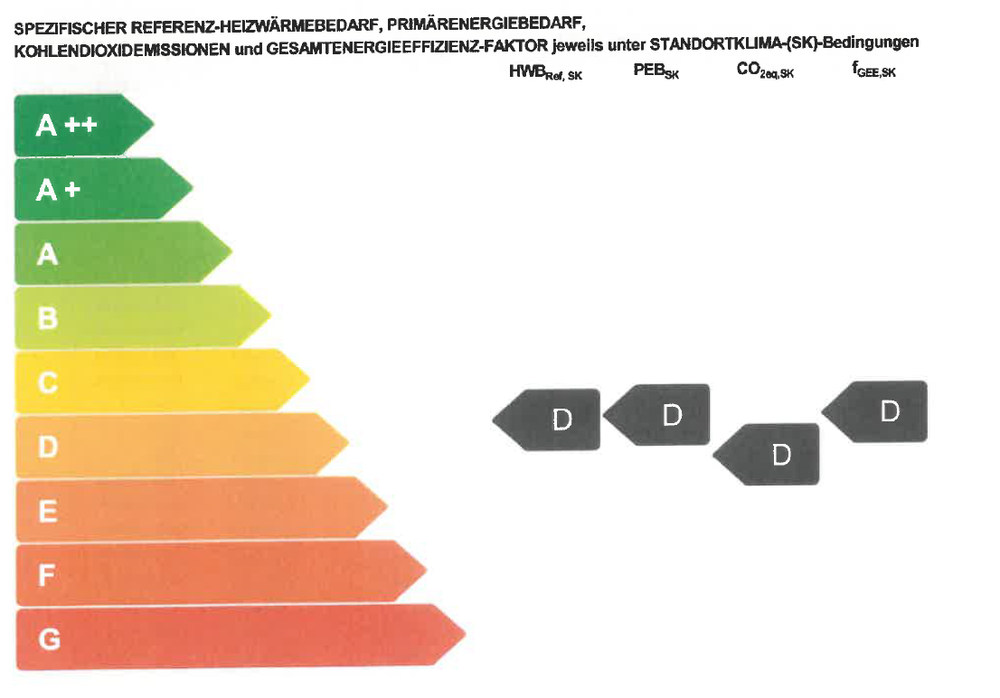 SPEZIFISCHER REFERENZ-HEIZWÄRMEBEDARF, PRIMÄRENERGIEBEDARF,
KOHLENDIOXIDEMISSIONEN und GESAMTENERGIEEFFIZIENZ-FAKTOR jeweils unter STANDORTKLIMA-(SK)-Bedingungen
HWBRef, SK PEBSK CO2eq,SK fGEE,SK
A ++
A +
A
B
C
D D D D D
E
F
G